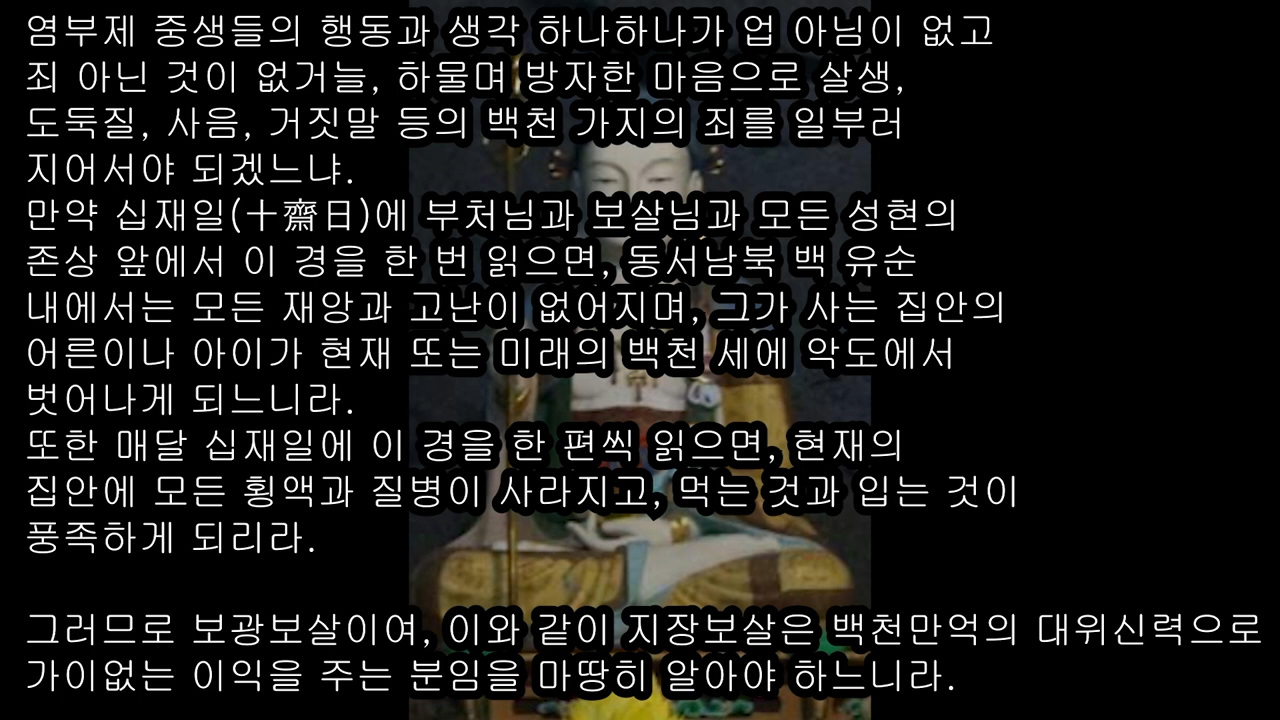 염부제 중생들의 행동과 생각 하나하나가 업 아님이 없고
죄 아닌 것이 없거늘, 하물며 방자한 마음으로 살생,
도둑질, 사음, 거짓말 등의 백천 가지의 죄를 일부러
지어서야 되겠느냐.
만약 십재일(十齋日)에 부처님과 보살님과 모든 성현의
존상 앞에서 이 경을 한 번 읽으면, 동서남북 백 유순
내에서는 모든 재앙과 고난이 없어지며, 그가 사는 집안의
어른이나 아이가 현재 또는 미래의 백천 세에 악도에서
벗어나게 되느니라.
또한 매달 십재일에 이 경을 한 편씩 읽으면, 현재의
집안에 모든 횡액과 질병이 사라지고, 먹는 것과 입는 것이
풍족하게 되리라.
그러므로 보광보살이여, 이와 같이 지장보살은 백천만억의 대위신력으로
가이없는 이익을 주는 분임을 마땅히 알아야 하느니라.